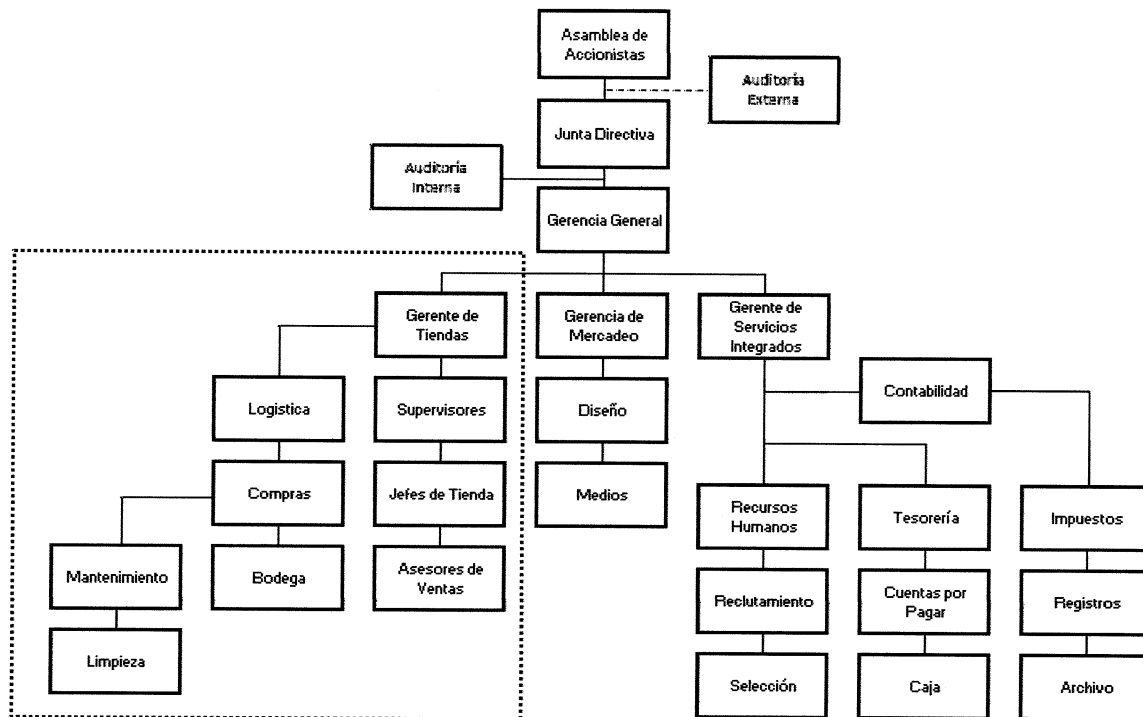 Asamblea de
Accionistas
Auditoría
Externa
Junta Directiva
Auditoría
Interna
Gerencia General
Gerente de
Tiendas
Gerencia de
Mercadeo
Gerente de
Servicios
Integrados
Contabilidad
Logistica
Supervisores
Diseño
Compras
Jefes de Tienda
Medios
Recursos
Humanos
Tesorería
Impuestos
Mantenimiento
Bodega
Asesores de
Ventas
Reclutamiento
Cuentas por
Pagar
Registros
Limpieza
Selección
Caja
Archivo